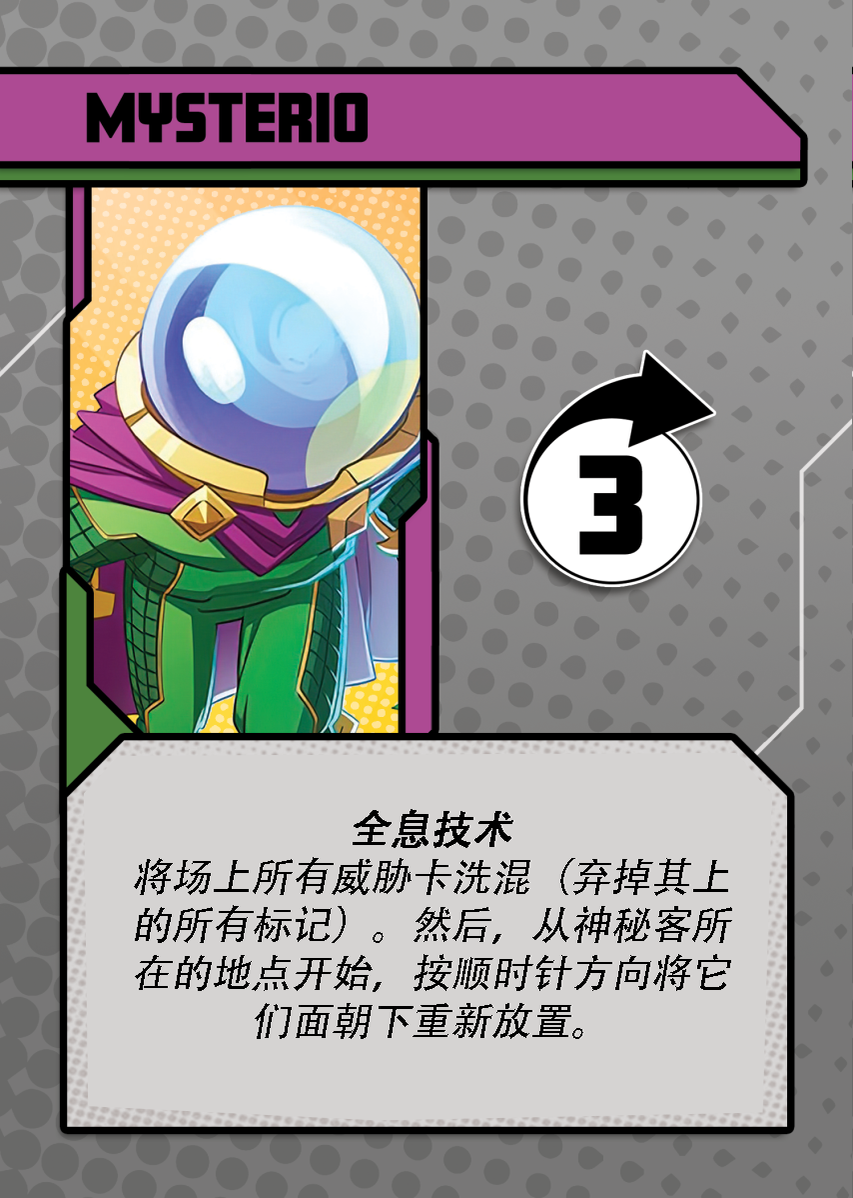 MYSTERIO
3
全息技术
将场上所有威胁卡洗混（弃掉其上
的所有标记）。然后，从神秘客所
在的地点开始，按顺时针方向将它
们面朝下重新放置。